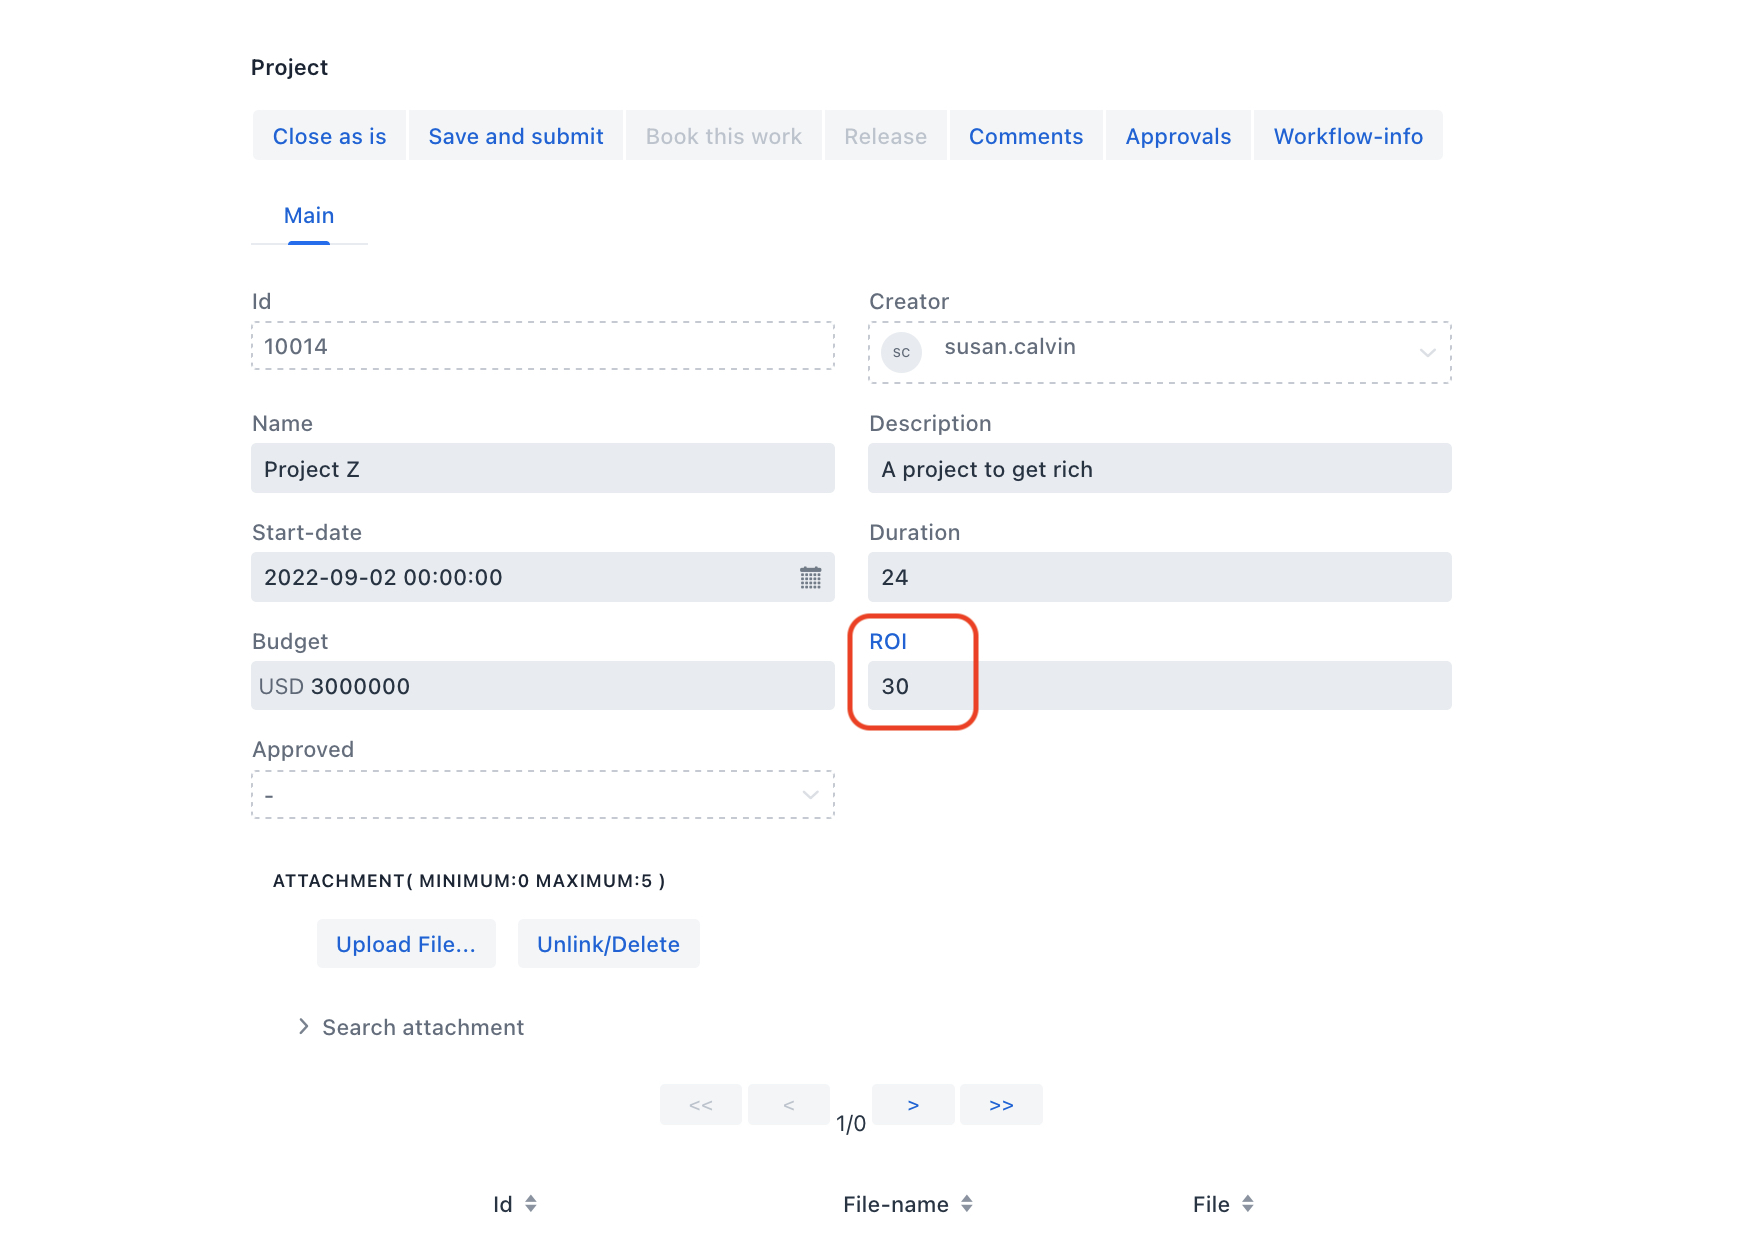 Project
Close as is Save and submit Book this work Release Comments Approvals Workflow-info
Main
Id Creator
10014 SC susan.calvin
Name Description
Project Z A project to get rich
Start-date Duration
2022-09-02 00:00:00 24
Budget ROI
USD 3000000 30
Approved
-
ATTACHMENT( MINIMUM:0 MAXIMUM:5 )
Upload File... Unlink/Delete
> Search attachment
<< < 1/0 > >>
Id File-name File